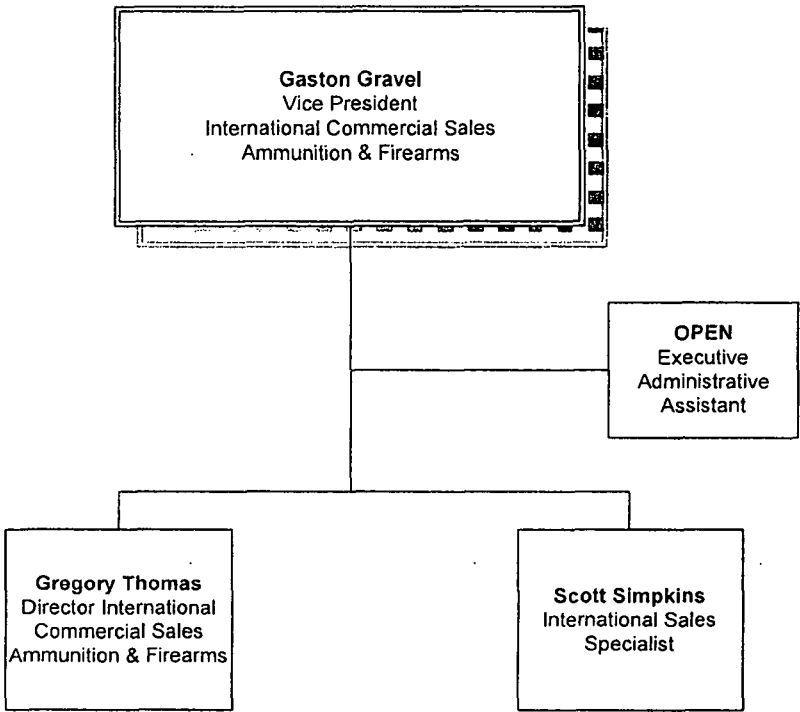 Gaston Gravel
Vice President
International Commercial Sales
Ammunition & Firearms
OPEN
Executive
Administrative
Assistant
Gregory Thomas
Director International
Commercial Sales
Ammunition & Firearms
Scott Simpkins
International Sales
Specialist